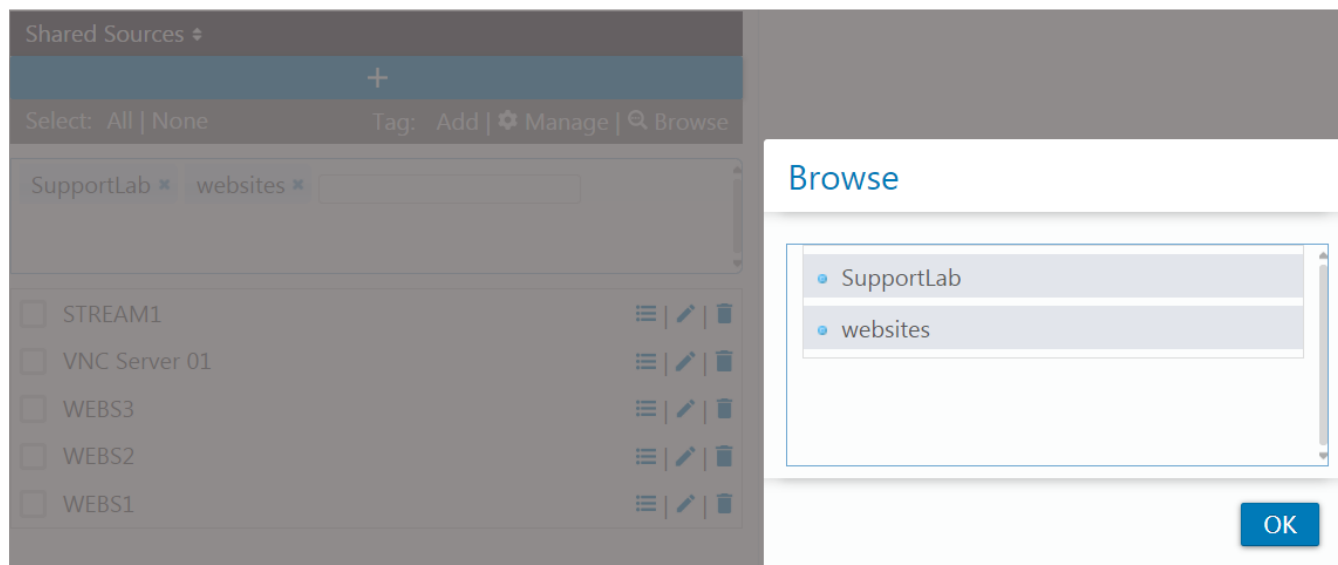 Shared Sources
+
Select: All | None Tag: Add | Manage | Browse
SupportLab × websites ×
STREAM1 | |
VNC Server 01 | |
WEBS3 | |
WEBS2 | |
WEBS1 | |
Browse
SupportLab
websites
OK